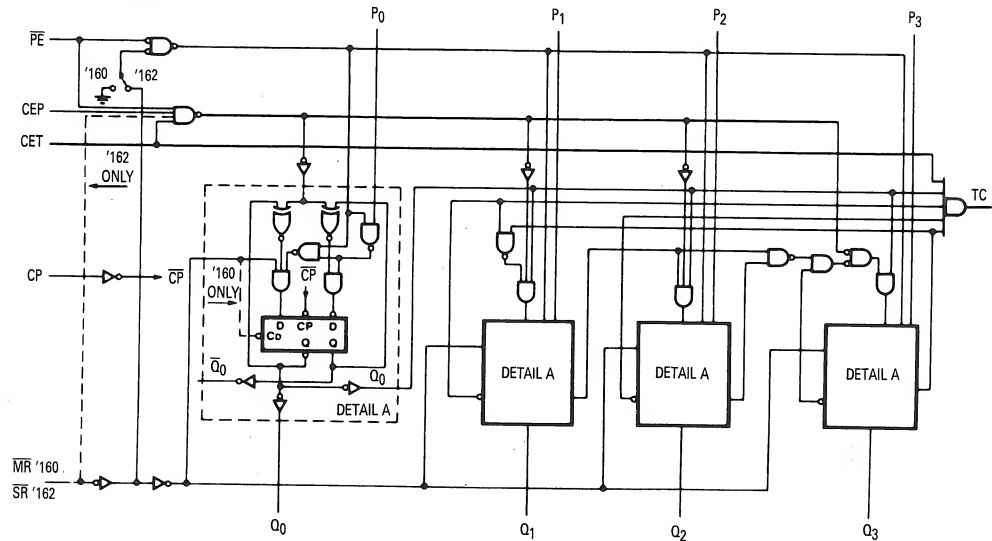 P0
P1
P2
P3
PE
'160
'162
CEP
CET
'162
ONLY
TC
CP
CP
'160
ONLY
CP
D
CP
D
CD
Q
Q
Q0
Q0
DETAIL A
DETAIL A
DETAIL A
DETAIL A
MR '160
SR '162
Q0
Q1
Q2
Q3